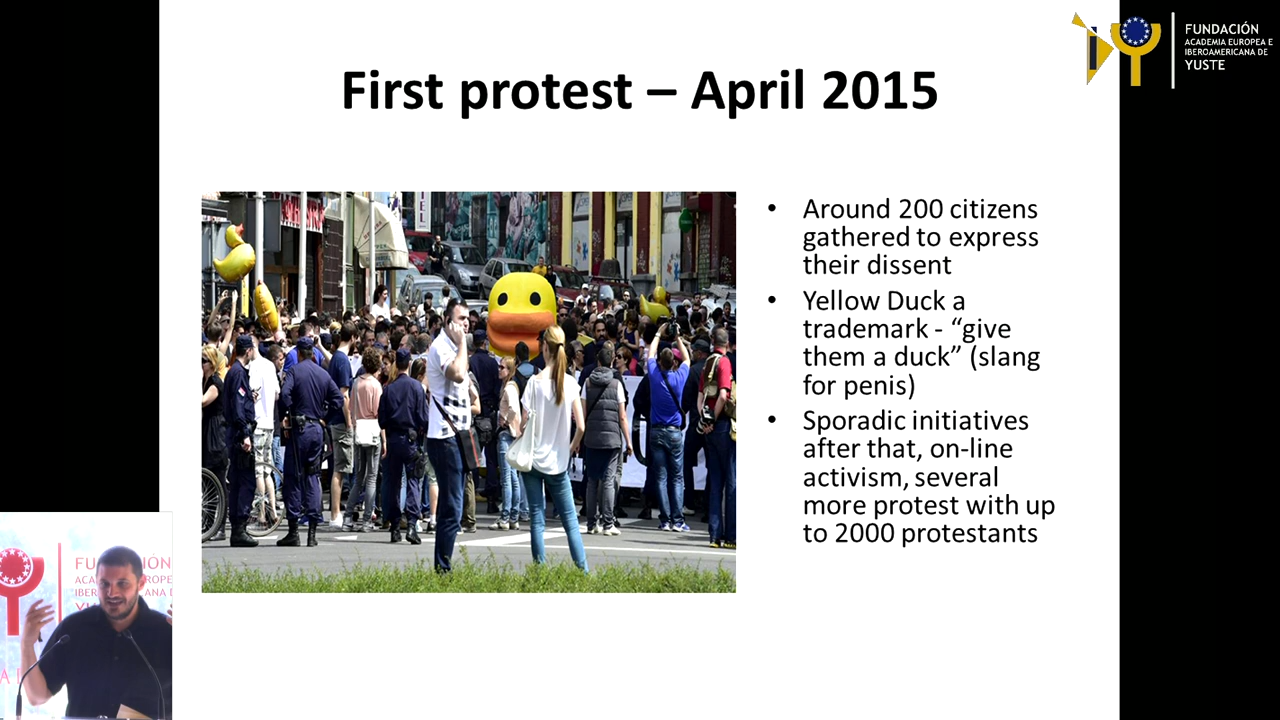 First protest – April 2015
FUNDACIÓN
ACADEMIA EUROPEA E
IBEROAMERICANA DE
YUSTE
• Around 200 citizens
gathered to express
their dissent
• Yellow Duck a
trademark - “give
them a duck” (slang
for penis)
• Sporadic initiatives
after that, on-line
activism, several
more protest with up
to 2000 protestants